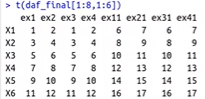 > t(daf_final[1:8,1:6])
ex1 ex2 ex3 ex4 ex11 ex21 ex31 ex41
X1 1 2 1 2 6 7 6 7
X2 3 4 3 4 8 9 8 9
X3 5 6 5 6 10 11 10 11
X4 7 8 7 8 12 13 12 13
X5 9 10 9 10 14 15 14 15
X6 11 12 11 12 16 17 16 17